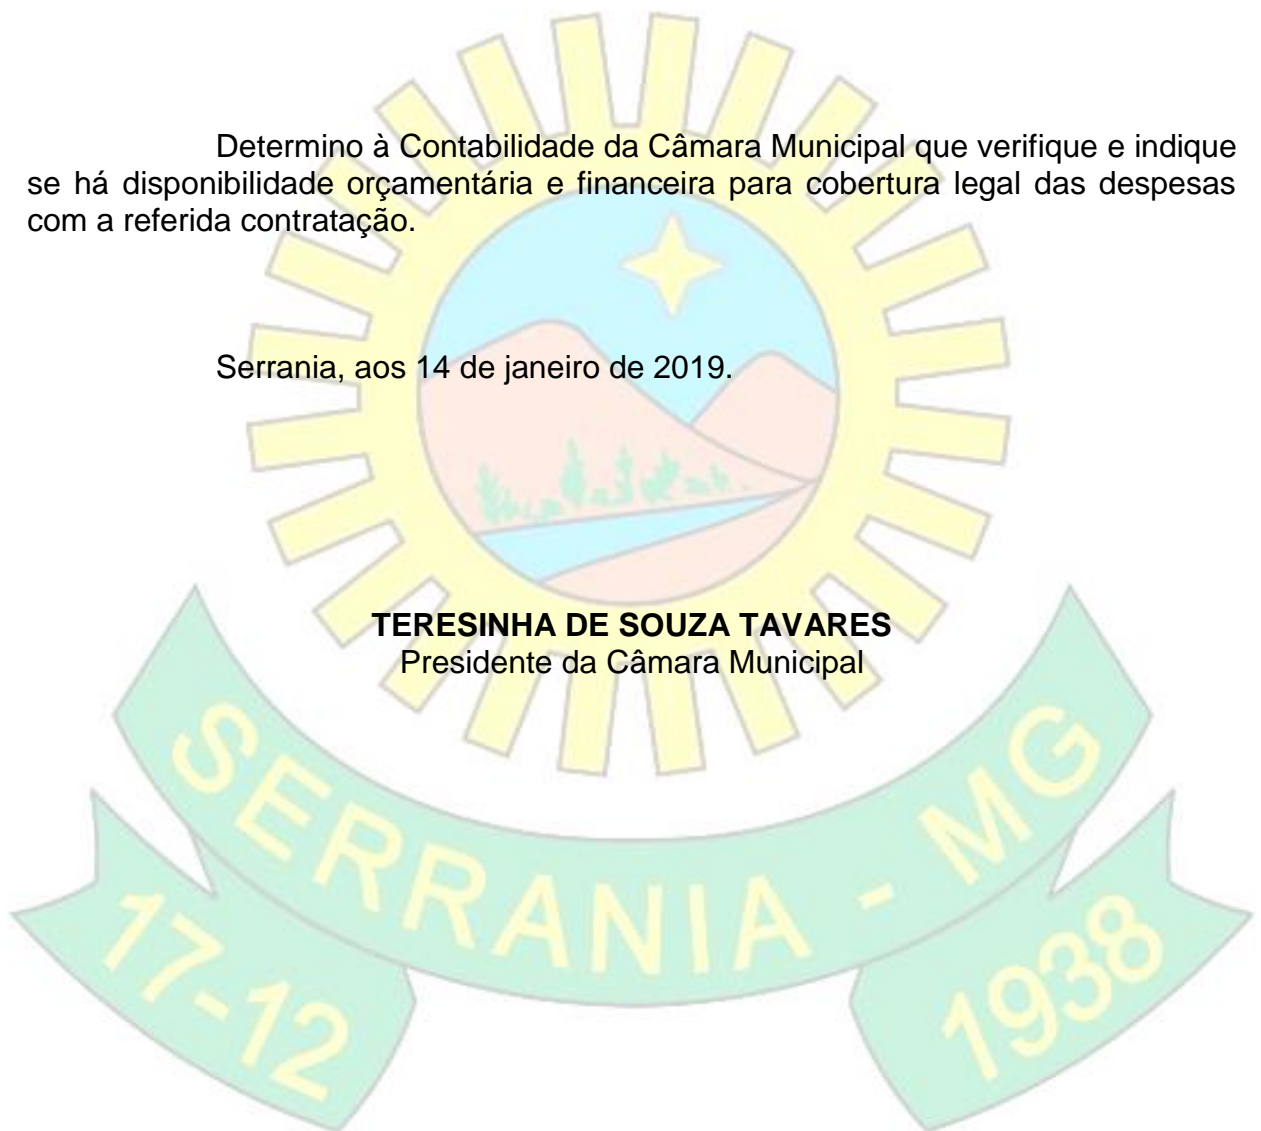 Determino à Contabilidade da Câmara Municipal que verifique e indique
se há disponibilidade orçamentária e financeira para cobertura legal das despesas
com a referida contratação.
Serrania, aos 14 de janeiro de 2019.
TERESINHA DE SOUZA TAVARES
Presidente da Câmara Municipal
SERRANIA - MG
17-12
1938